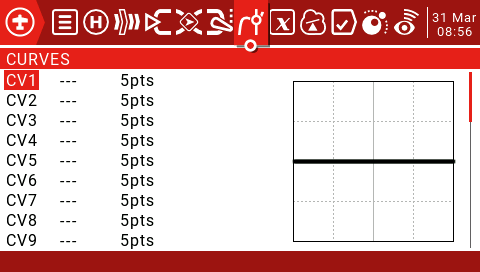 31 Mar
08:56
CURVES
CV1 --- 5pts
CV2 --- 5pts
CV3 --- 5pts
CV4 --- 5pts
CV5 --- 5pts
CV6 --- 5pts
CV7 --- 5pts
CV8 --- 5pts
CV9 --- 5pts